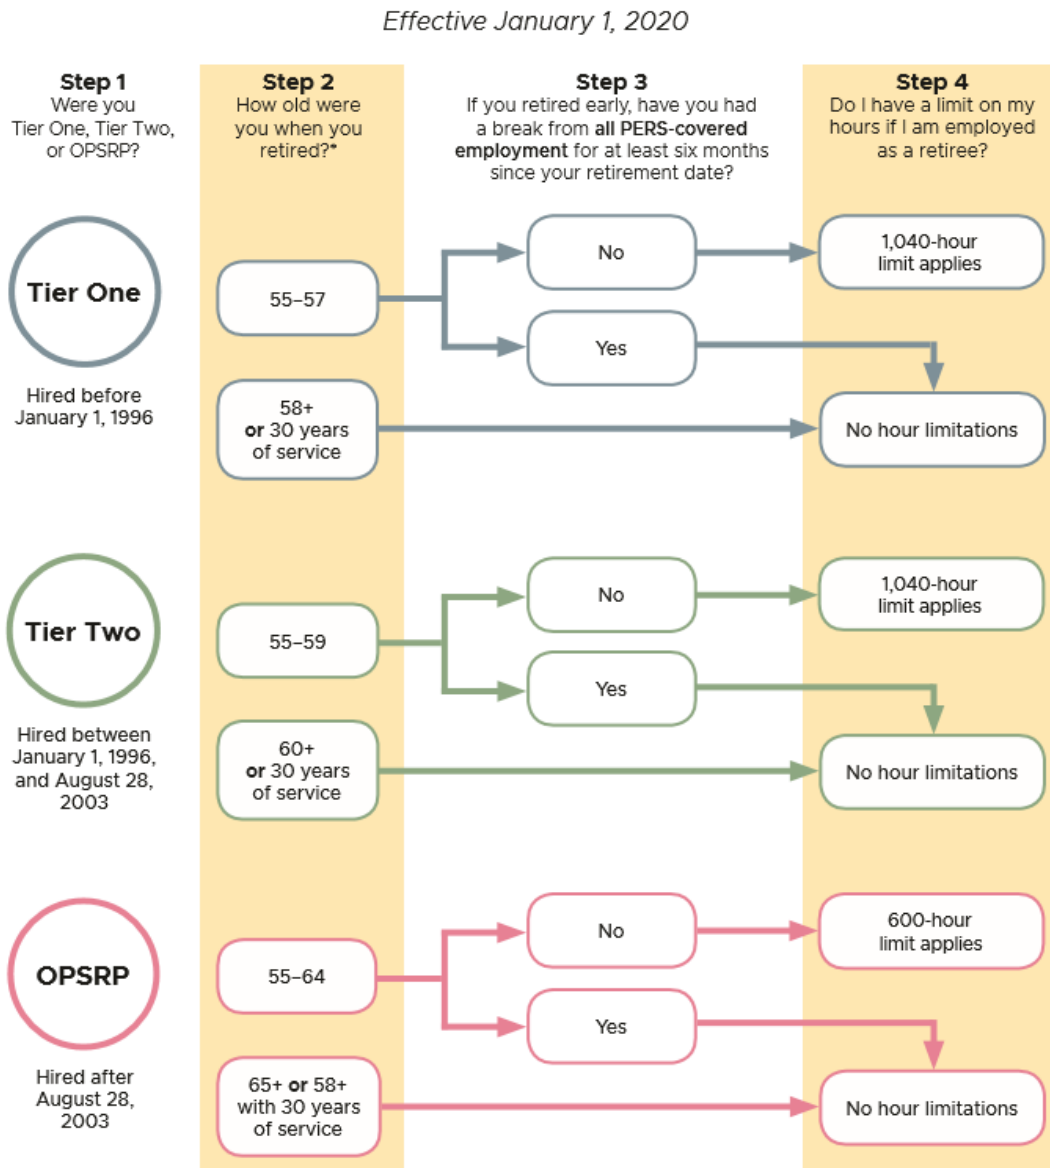 Effective January 1, 2020
Step 1
Were you
Tier One, Tier Two,
or OPSRP?
Step 2
How old were
you when you
retired?*
Step 3
If you retired early, have you had
a break from all PERS-covered
employment for at least six months
since your retirement date?
Step 4
Do I have a limit on my
hours if I am employed
as a retiree?
Tier One
Hired before
January 1, 1996
55–57
No
1,040-hour
limit applies
Yes
58+
or 30 years
of service
No hour limitations
Tier Two
Hired between
January 1, 1996,
and August 28,
2003
55–59
No
1,040-hour
limit applies
Yes
60+
or 30 years
of service
No hour limitations
OPSRP
Hired after
August 28,
2003
55–64
No
600-hour
limit applies
Yes
65+ or 58+
with 30 years
of service
No hour limitations